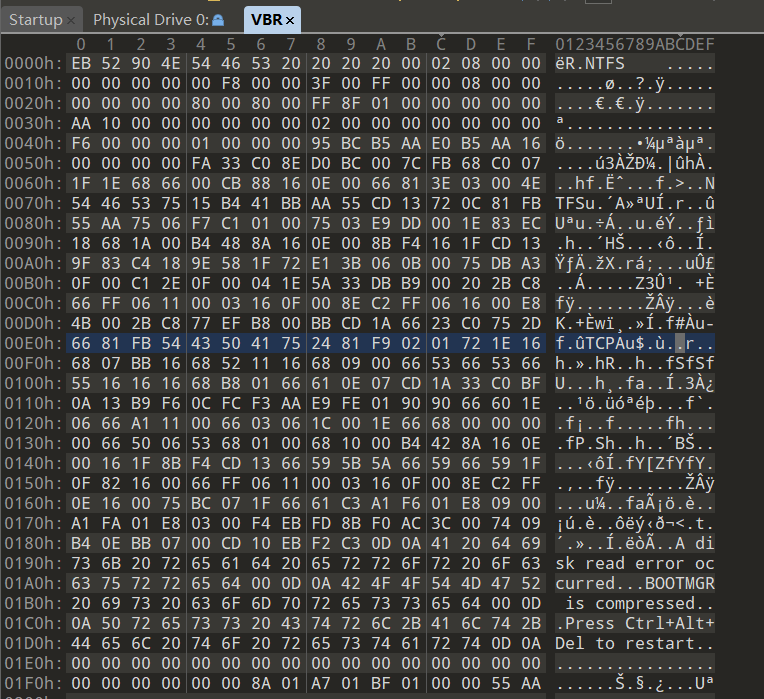 Startup × Physical Drive 0: VBR ×
0 1 2 3 4 5 6 7 8 9 A B C D E F 0123456789ABCDEF
0000h: EB 52 90 4E 54 46 53 20 20 20 20 00 02 08 00 00 ëR.NTFS    .....
0010h: 00 00 00 00 00 F8 00 00 3F 00 FF 00 00 08 00 00 .....ø..?.ÿ.....
0020h: 00 00 00 00 80 00 80 00 FF 8F 01 00 00 00 00 00 ....€.€.ÿ.......
0030h: AA 10 00 00 00 00 00 00 02 00 00 00 00 00 00 00 ª...............
0040h: F6 00 00 00 01 00 00 00 95 BC B5 AA E0 B5 AA 16 ö.......•¼µªàµª.
0050h: 00 00 00 00 FA 33 C0 8E D0 BC 00 7C FB 68 C0 07 ....ú3ÀŽÐ¼.|ûhÀ.
0060h: 1F 1E 68 66 00 CB 88 16 0E 00 66 81 3E 03 00 4E ..hf.Ëˆ...f.>..N
0070h: 54 46 53 75 15 B4 41 BB AA 55 CD 13 72 0C 81 FB TFSu.´A»ªUÍ.r..û
0080h: 55 AA 75 06 F7 C1 01 00 75 03 E9 DD 00 1E 83 EC Uªu.÷Á..u.éÝ..ƒì
0090h: 18 68 1A 00 B4 48 8A 16 0E 00 8B F4 16 1F CD 13 .h..´HŠ...‹ô..Í.
00A0h: 9F 83 C4 18 9E 58 1F 72 E1 3B 06 0B 00 75 DB A3 ŸƒÄ.žX.rá;...uÛ£
00B0h: 0F 00 C1 2E 0F 00 04 1E 5A 33 DB B9 00 20 2B C8 ..Á.....Z3Û¹. +È
00C0h: 66 FF 06 11 00 03 16 0F 00 8E C2 FF 06 16 00 E8 fÿ.......ŽÂÿ...è
00D0h: 4B 00 2B C8 77 EF B8 00 BB CD 1A 66 23 C0 75 2D K.+Èwï¸.»Í.f#Àu-
00E0h: 66 81 FB 54 43 50 41 75 24 81 F9 02 01 72 1E 16 f.ûTCPAu$.ù..r..
00F0h: 68 07 BB 16 68 52 11 16 68 09 00 66 53 66 53 66 h.».hR..h..fSfSf
0100h: 55 16 16 16 68 B8 01 66 61 0E 07 CD 1A 33 C0 BF U...h¸.fa..Í.3À¿
0110h: 0A 13 B9 F6 0C FC F3 AA E9 FE 01 90 90 66 60 1E ..¹ö.üóªéþ...f`.
0120h: 06 66 A1 11 00 66 03 06 1C 00 1E 66 68 00 00 00 .f¡..f.....fh...
0130h: 00 66 50 06 53 68 01 00 68 10 00 B4 42 8A 16 0E .fP.Sh..h..´BŠ..
0140h: 00 16 1F 8B F4 CD 13 66 59 5B 5A 66 59 66 59 1F ...‹ôÍ.fY[ZfYfY.
0150h: 0F 82 16 00 66 FF 06 11 00 03 16 0F 00 8E C2 FF .‚..fÿ.......ŽÂÿ
0160h: 0E 16 00 75 BC 07 1F 66 61 C3 A1 F6 01 E8 09 00 ...u¼..faÃ¡ö.è..
0170h: A1 FA 01 E8 03 00 F4 EB FD 8B F0 AC 3C 00 74 09 ¡ú.è..ôëý‹ð¬<.t.
0180h: B4 0E BB 07 00 CD 10 EB F2 C3 0D 0A 41 20 64 69 ´.»..Í.ëòÃ..A di
0190h: 73 6B 20 72 65 61 64 20 65 72 72 6F 72 20 6F 63 sk read error oc
01A0h: 63 75 72 72 65 64 00 0D 0A 42 4F 4F 54 4D 47 52 curred...BOOTMGR
01B0h: 20 69 73 20 63 6F 6D 70 72 65 73 73 65 64 00 0D  is compressed..
01C0h: 0A 50 72 65 73 73 20 43 74 72 6C 2B 41 6C 74 2B .Press Ctrl+Alt+
01D0h: 44 65 6C 20 74 6F 20 72 65 73 74 61 72 74 0D 0A Del to restart..
01E0h: 00 00 00 00 00 00 00 00 00 00 00 00 00 00 00 00 ................
01F0h: 00 00 00 00 00 00 8A 01 A7 01 BF 01 00 00 55 AA ......Š.§.¿...Uª